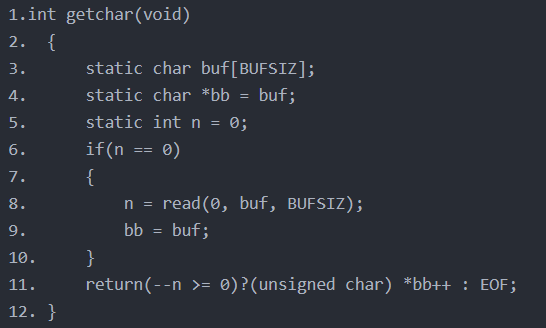 1.int getchar(void)
2.  {
3.      static char buf[BUFSIZ];
4.      static char *bb = buf;
5.      static int n = 0;
6.      if(n == 0)
7.      {
8.          n = read(0, buf, BUFSIZ);
9.          bb = buf;
10.      }
11.      return(--n >= 0)?(unsigned char) *bb++ : EOF;
12. }